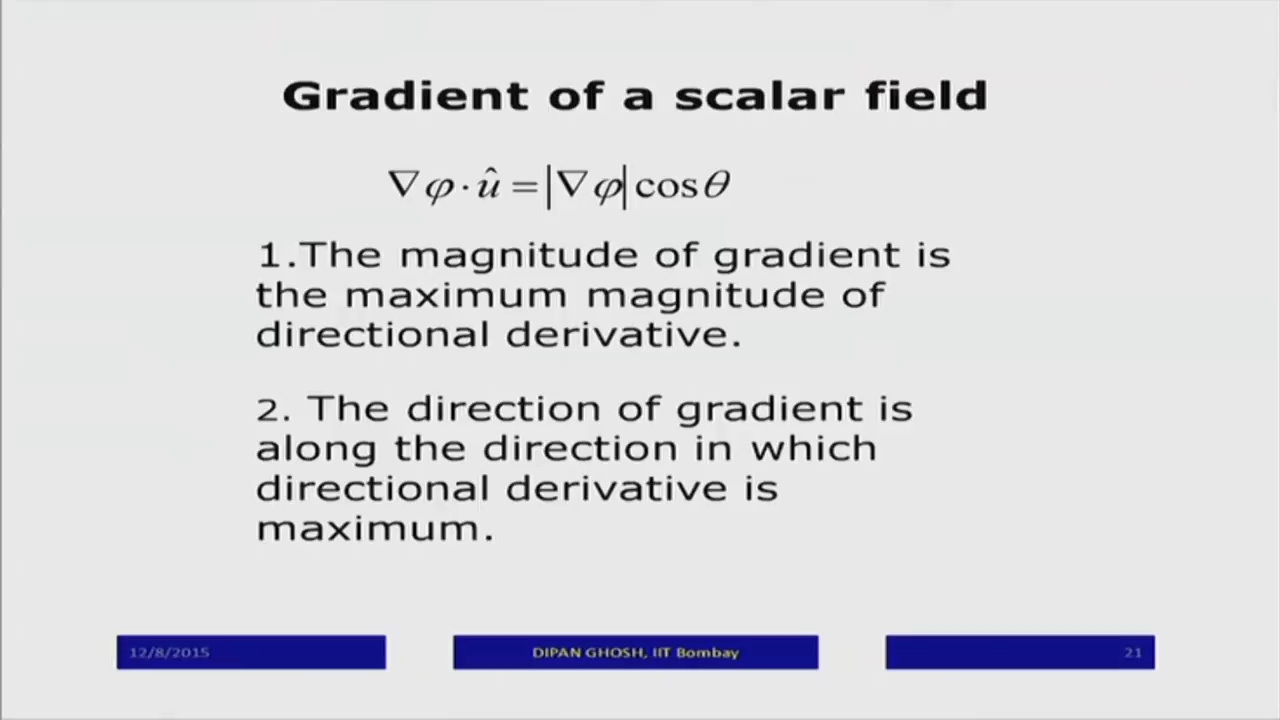 Gradient of a scalar field
∇φ·û = |∇φ| cos θ
1.The magnitude of gradient is
the maximum magnitude of
directional derivative.
2. The direction of gradient is
along the direction in which
directional derivative is
maximum.
12/8/2015
DIPAN GHOSH, IIT Bombay
21